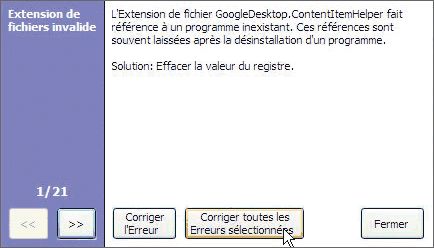 Extension de
fichiers invalide
L'Extension de fichier GoogleDesktop.ContentItemHelper fait
référence à un programme inexistant. Ces références sont
souvent laissées après la désinstallation d'un programme.
Solution: Effacer la valeur du registre.
1/21
<< >>
Corriger
l'Erreur
Corriger toutes les
Erreurs sélectionnées
Fermer